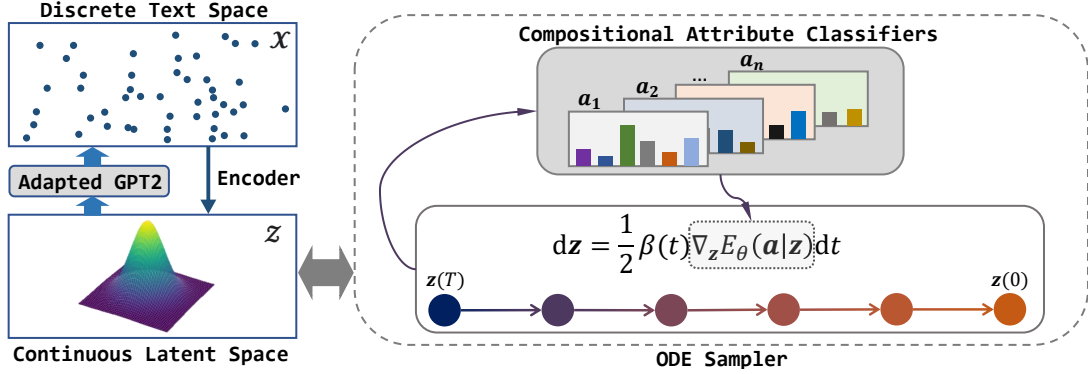 Discrete Text Space
𝒳
Adapted GPT2
Encoder
𝒵
Continuous Latent Space
Compositional Attribute Classifiers
a_1
a_2
...
a_n
dz = 1/2 β(t)∇_z E_θ(a|z)dt
z(T)
z(0)
ODE Sampler